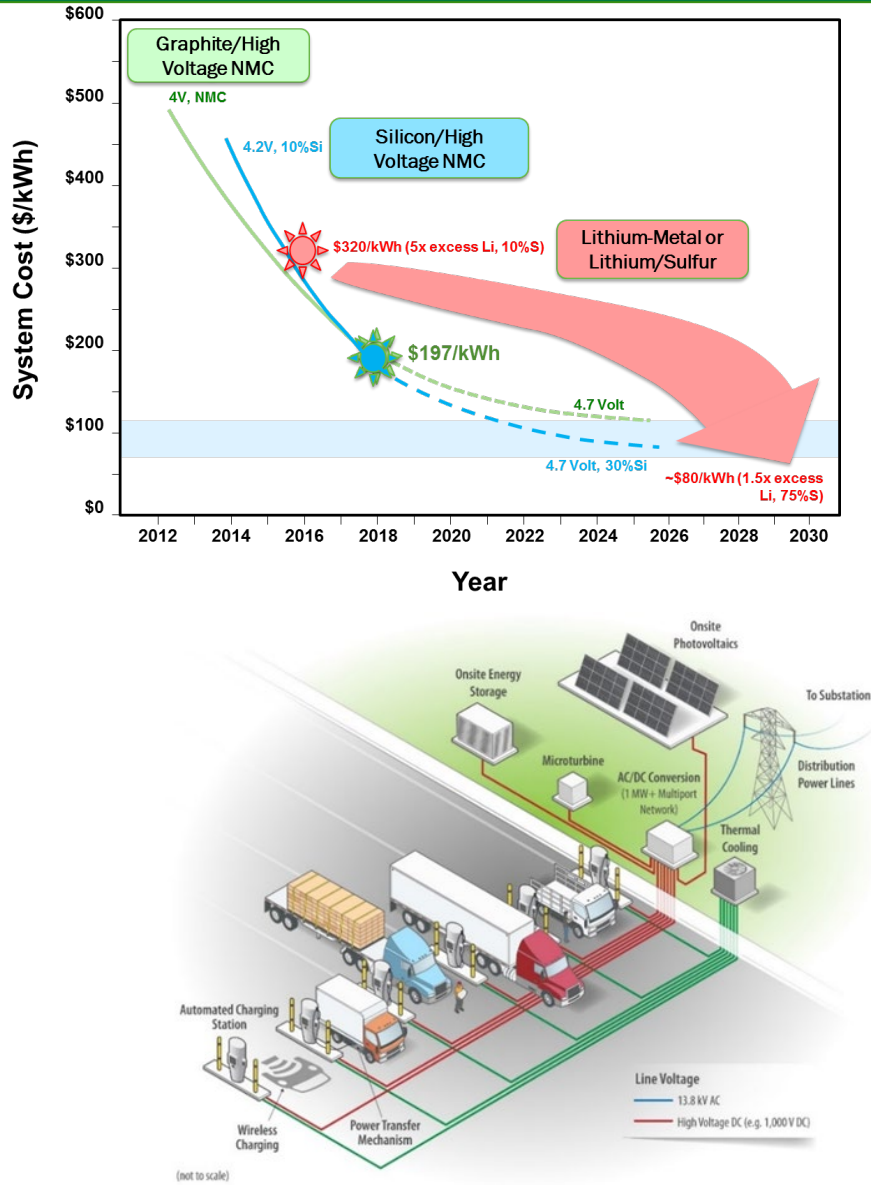 $600
Graphite/High
Voltage NMC
4V, NMC
$500
4.2V, 10%Si
Silicon/High
Voltage NMC
$400
System Cost ($/kWh)
$320/kWh (5x excess Li, 10%S)
Lithium-Metal or
Lithium/Sulfur
$300
$200
$197/kWh
4.7 Volt
$100
4.7 Volt, 30%Si
~$80/kWh (1.5x excess
Li, 75%S)
$0
2012 2014 2016 2018 2020 2022 2024 2026 2028 2030
Year
Onsite
Photovoltaics
Onsite Energy
Storage
To Substation
Microturbine
AC/DC Conversion
(1 MW+ Multiport
Network)
Distribution
Power Lines
Thermal
Cooling
Automated Charging
Station
Wireless
Charging
Power Transfer
Mechanism
Line Voltage
13.8 kV AC
High Voltage DC (e.g. 1,000 V DC)
(not to scale)